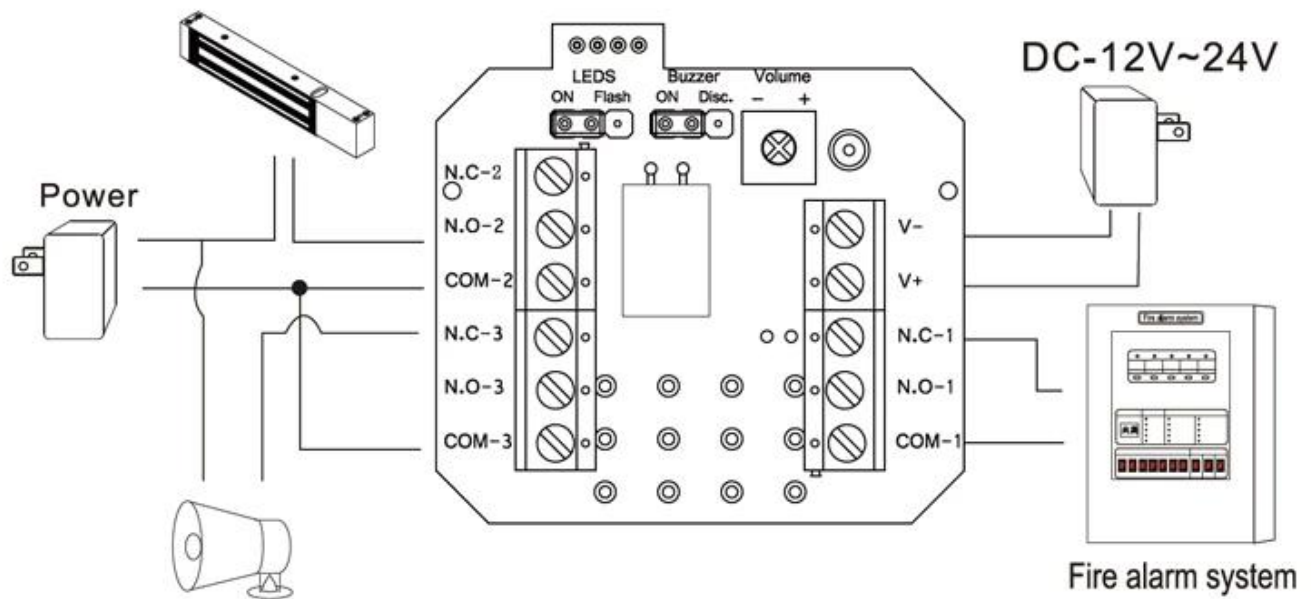 DC-12V~24V
LEDS Buzzer Volume
ON Flash ON Disc. - +
Power
N.C-2
N.O-2
COM-2
N.C-3
N.O-3
COM-3
V-
V+
N.C-1
N.O-1
COM-1
Fire alarm system
Fire alarm system